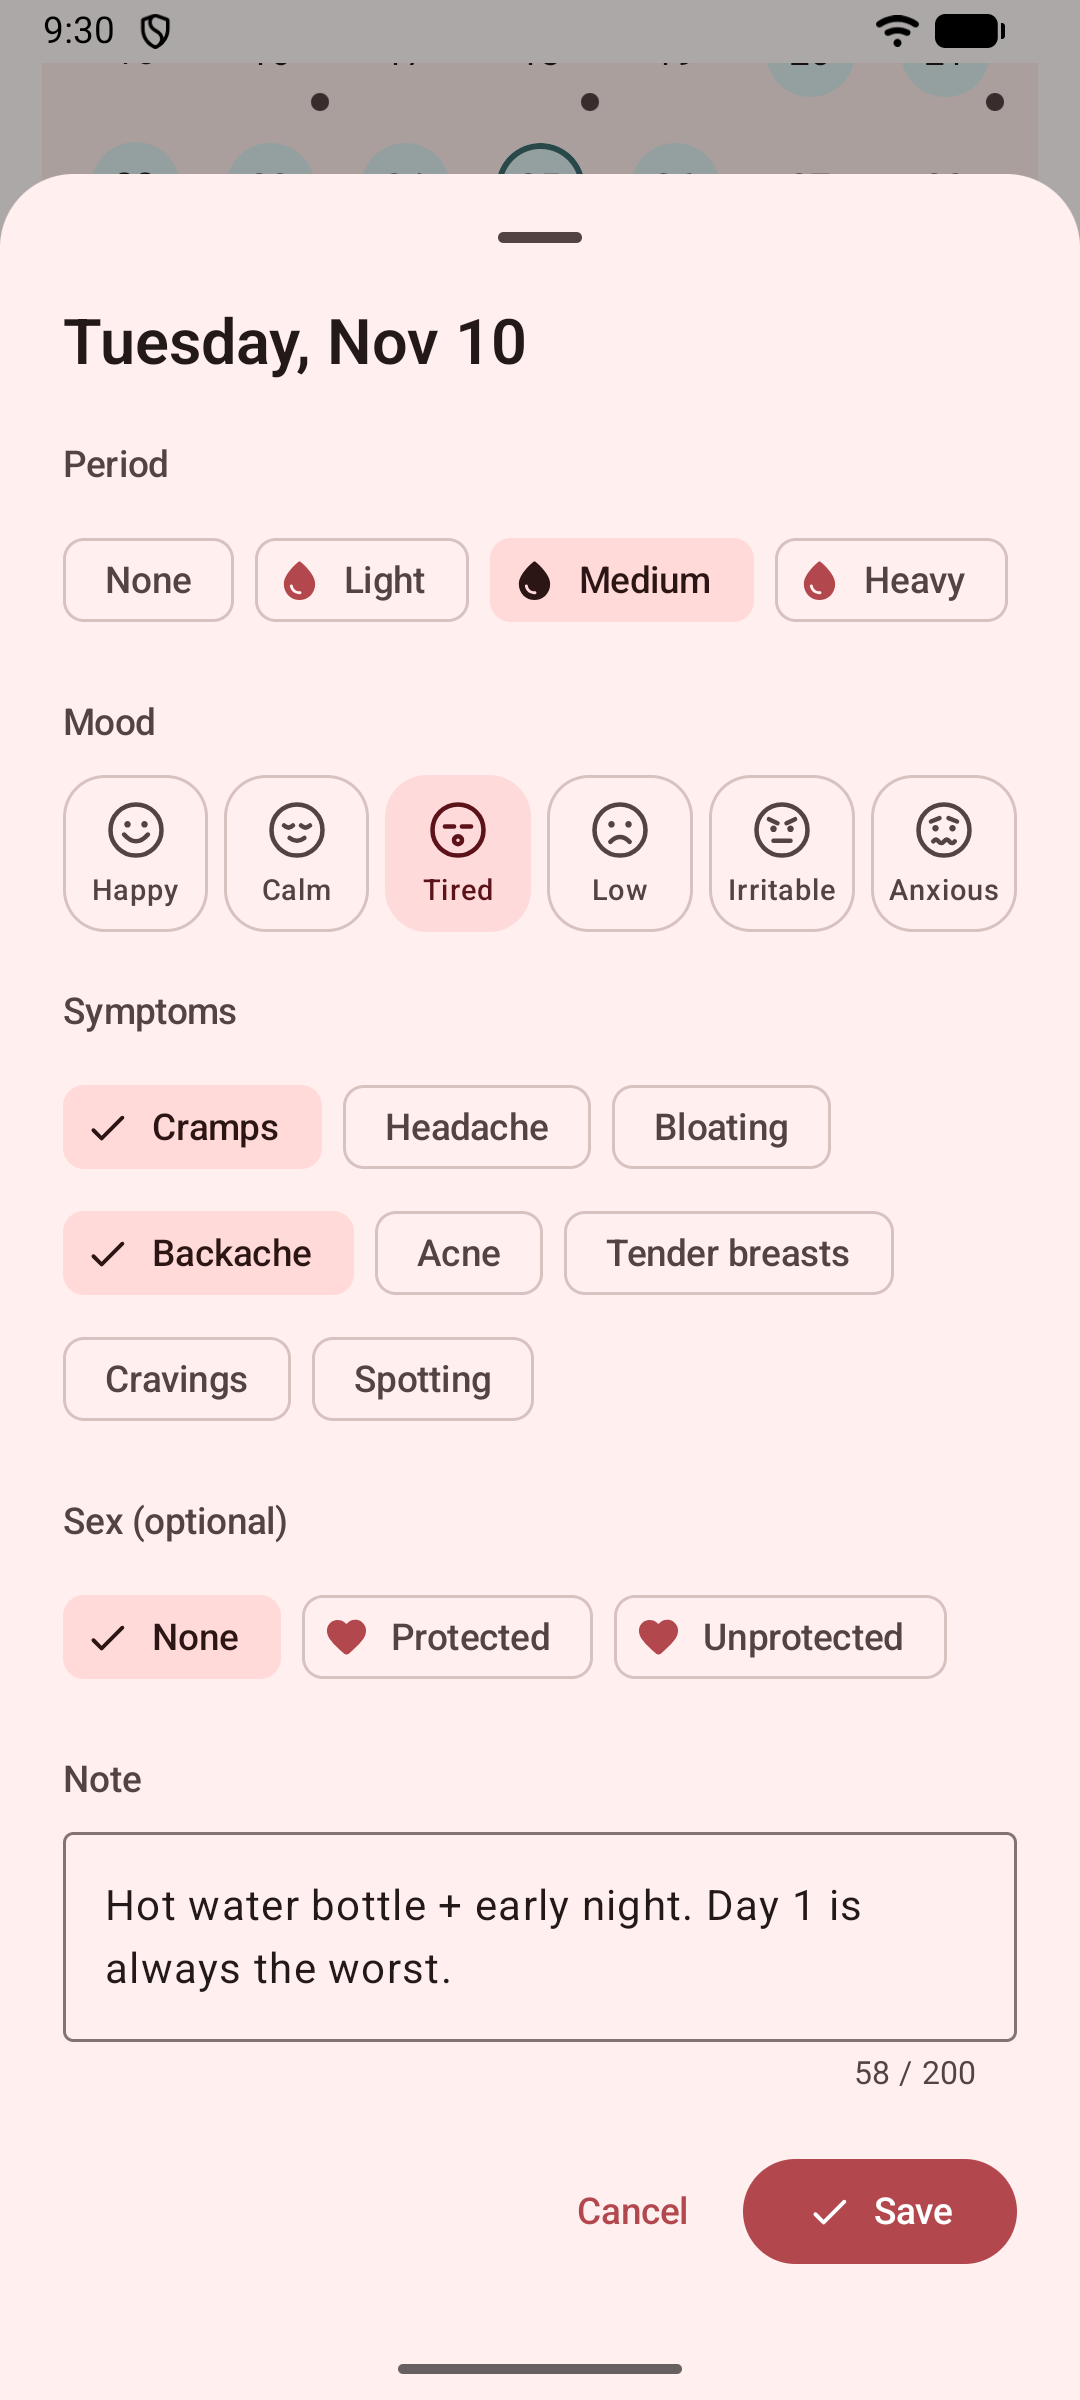 9:30
Tuesday, Nov 10
Period
None Light Medium Heavy
Mood
Happy Calm Tired Low Irritable Anxious
Symptoms
Cramps Headache Bloating
Backache Acne Tender breasts
Cravings Spotting
Sex (optional)
None Protected Unprotected
Note
Hot water bottle + early night. Day 1 is
always the worst.
58 / 200
Cancel Save